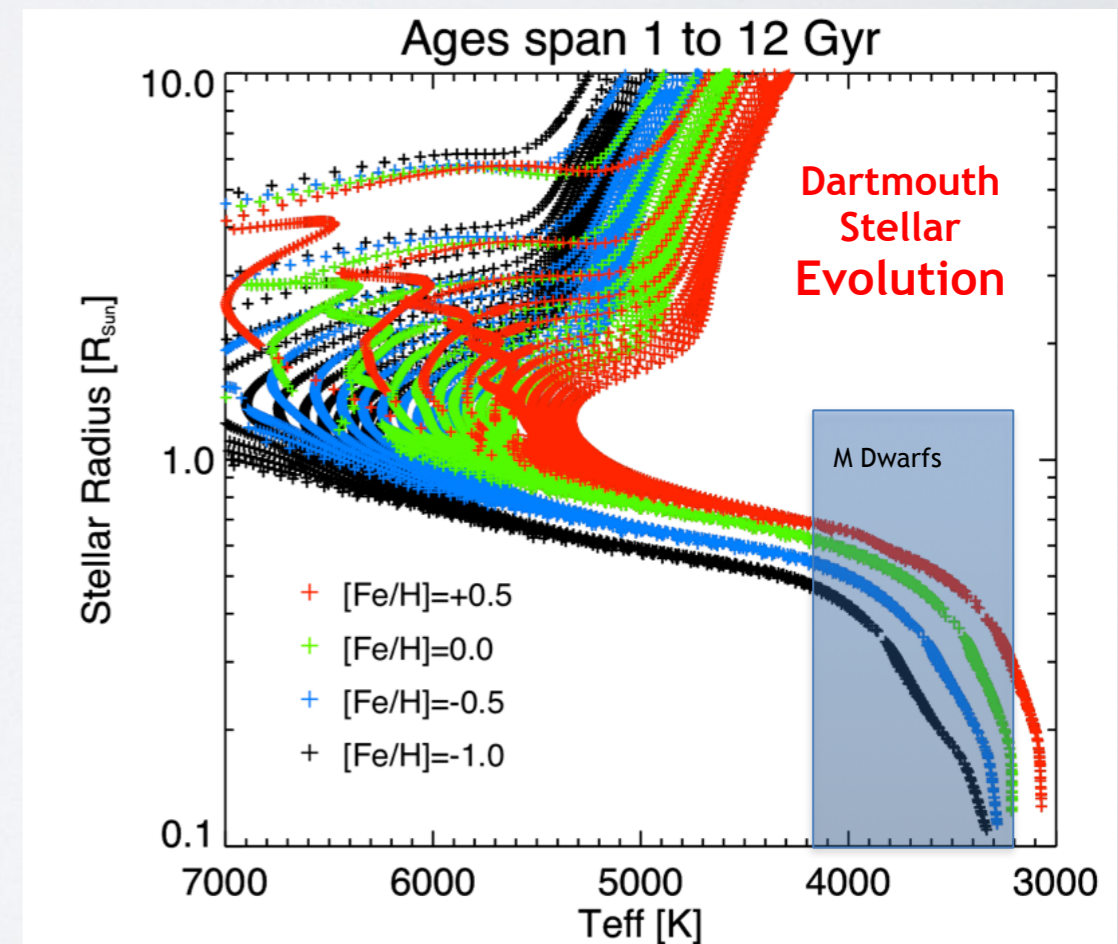 Ages span 1 to 12 Gyr
10.0
1.0
0.1
Stellar Radius [R_sun]
Dartmouth
Stellar
Evolution
M Dwarfs
+ [Fe/H]=+0.5
+ [Fe/H]=0.0
+ [Fe/H]=-0.5
+ [Fe/H]=-1.0
7000 6000 5000 4000 3000
Teff [K]